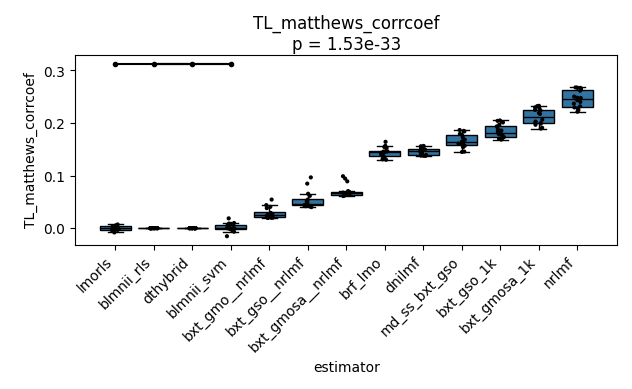 TL_matthews_corrcoef
p = 1.53e-33
TL_matthews_corrcoef
0.3
0.2
0.1
0.0
lmorls
blmnii_rls
dthybrid
blmnii_svm
bxt_gmo__nrlmf
bxt_gso__nrlmf
bxt_gmosa__nrlmf
brf_lmo
dnilmf
md_ss_bxt_gso
bxt_gso_1k
bxt_gmosa_1k
nrlmf
estimator